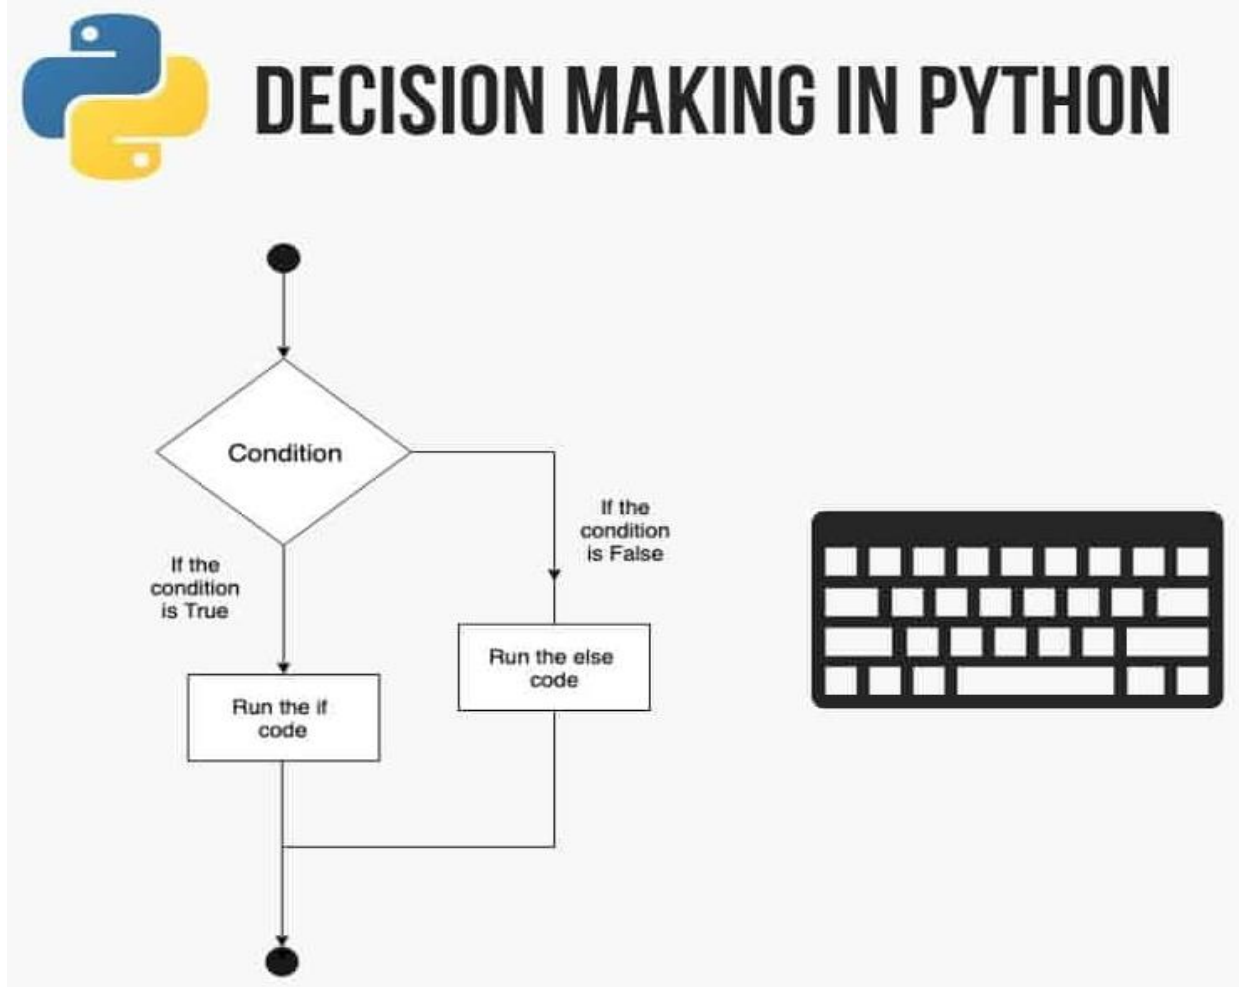 DECISION MAKING IN PYTHON
Condition
If the
condition
is False
If the
condition
is True
Run the else
code
Run the if
code